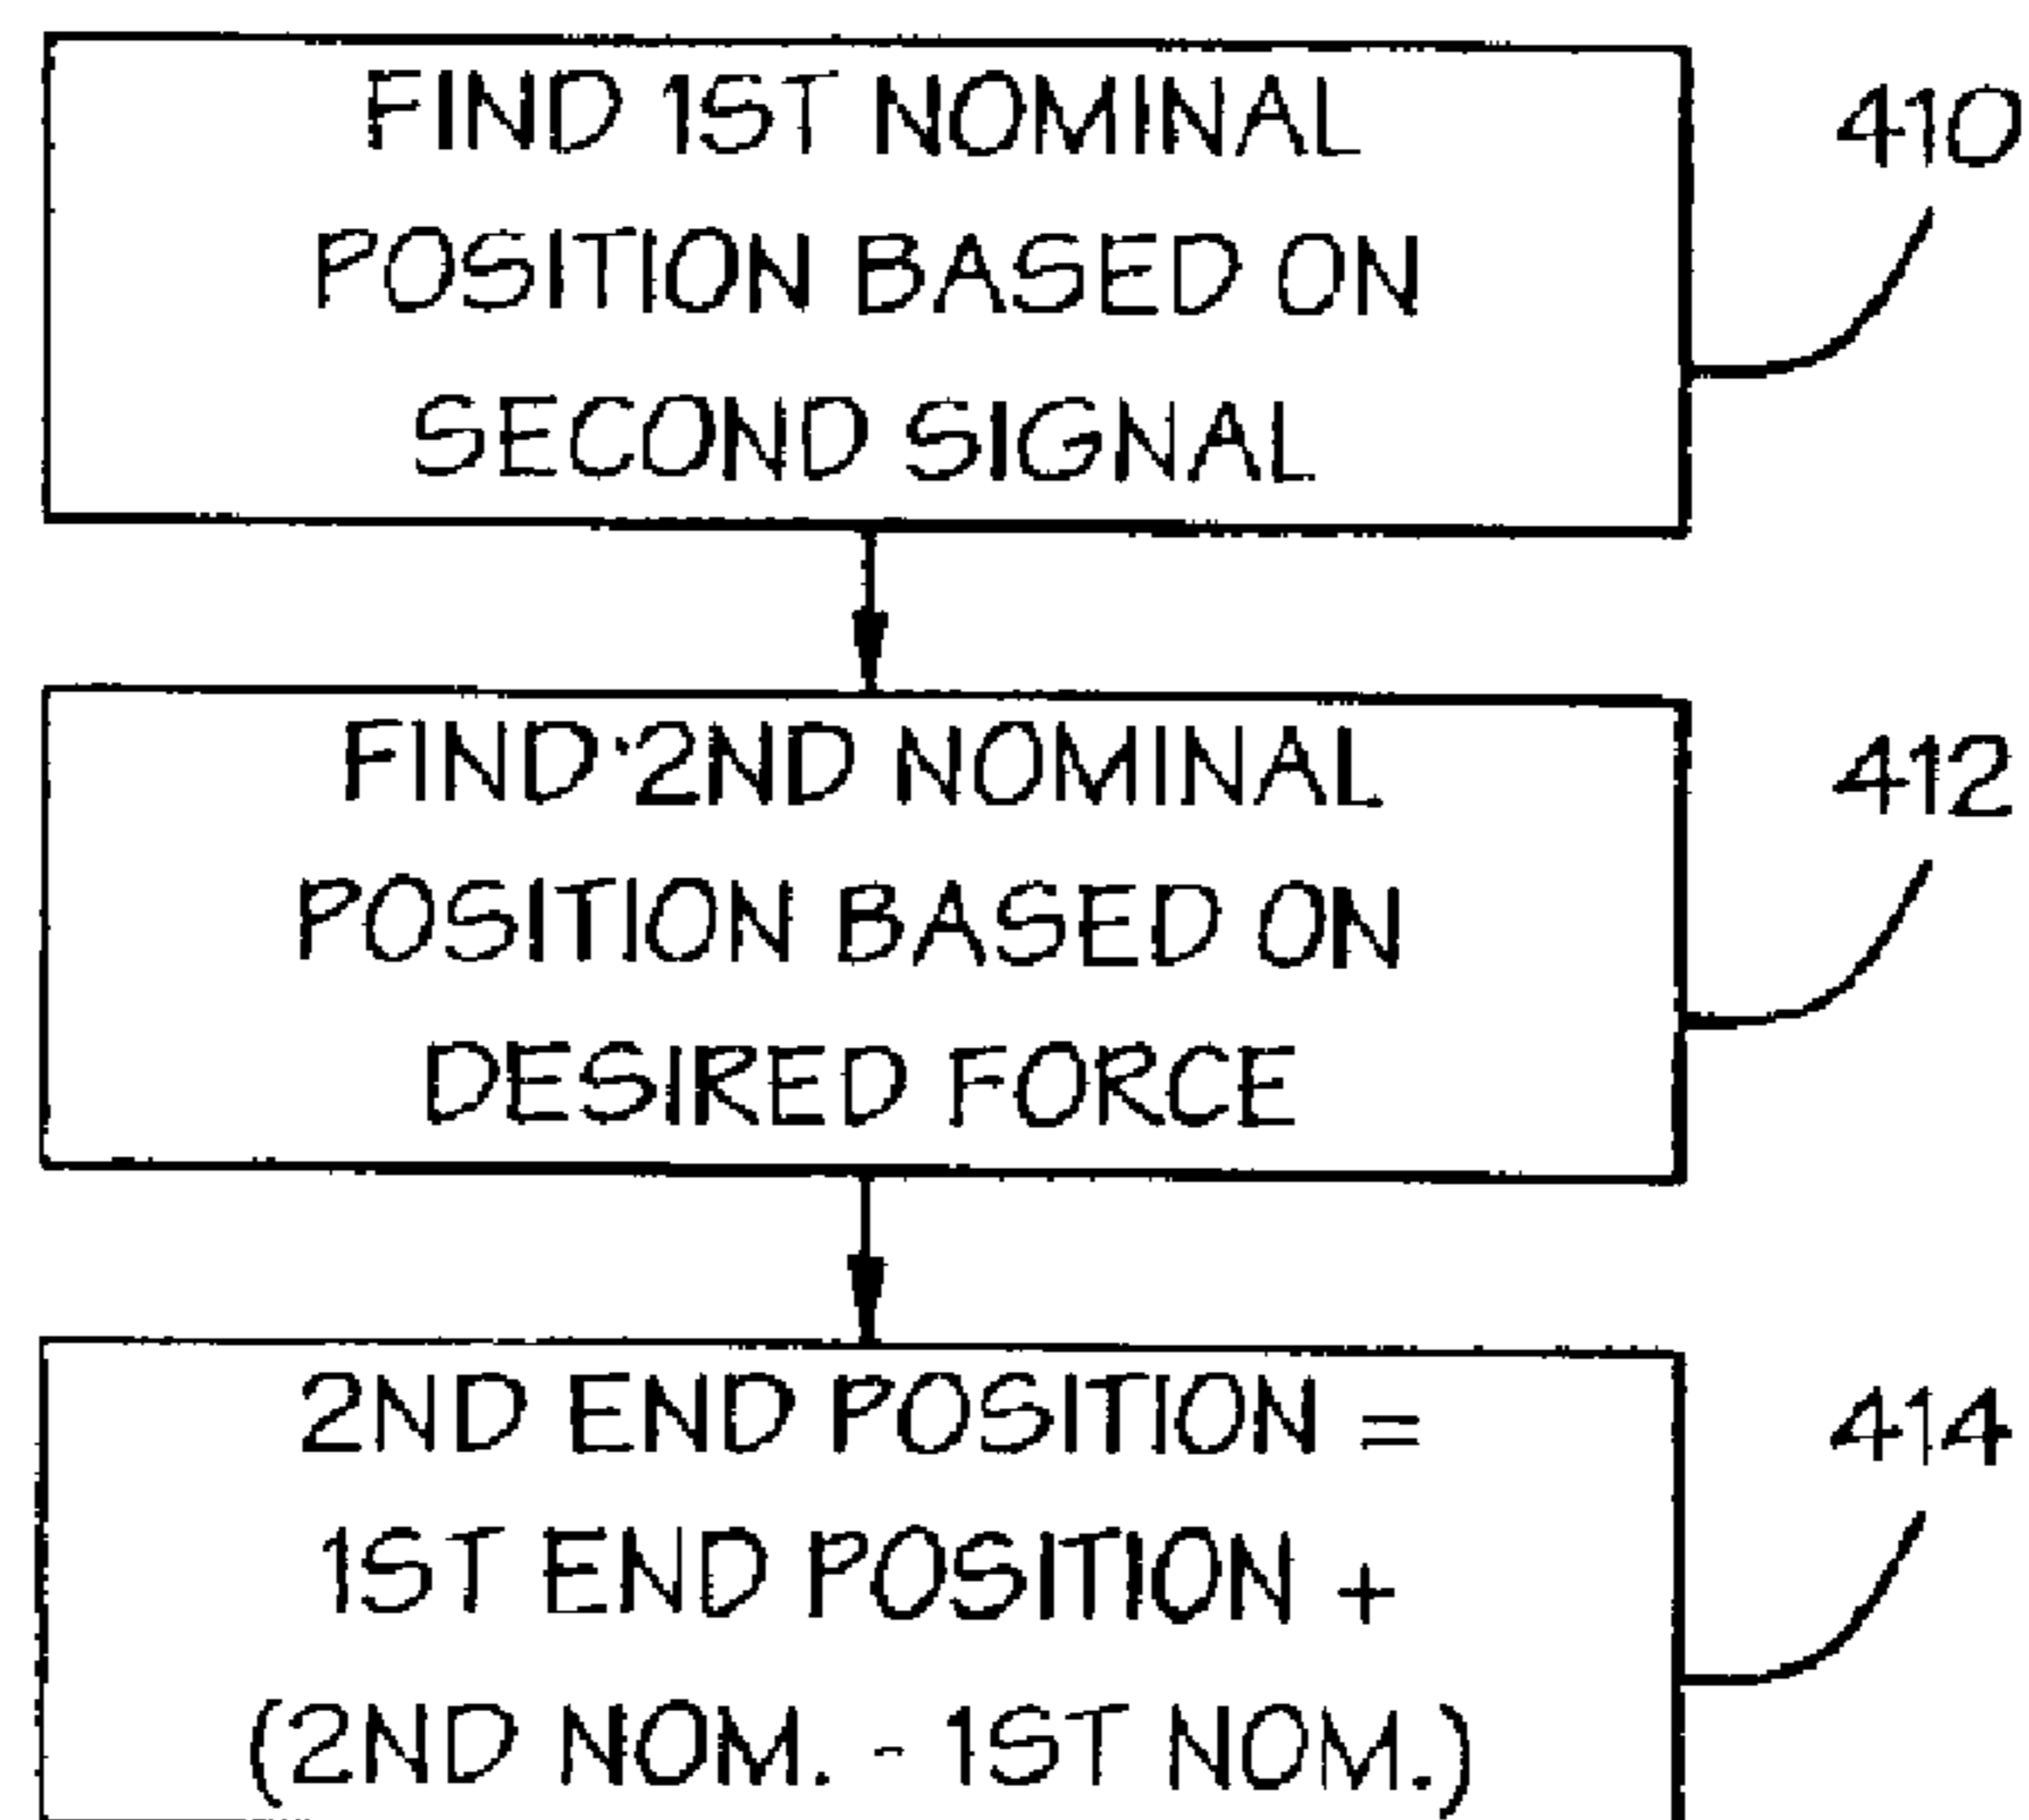 FIND 1ST NOMINAL
POSITION BASED ON
SECOND SIGNAL
410
FIND 2ND NOMINAL
POSITION BASED ON
DESIRED FORCE
412
2ND END POSITION =
1ST END POSITION +
(2ND NOM. - 1ST NOM.)
414